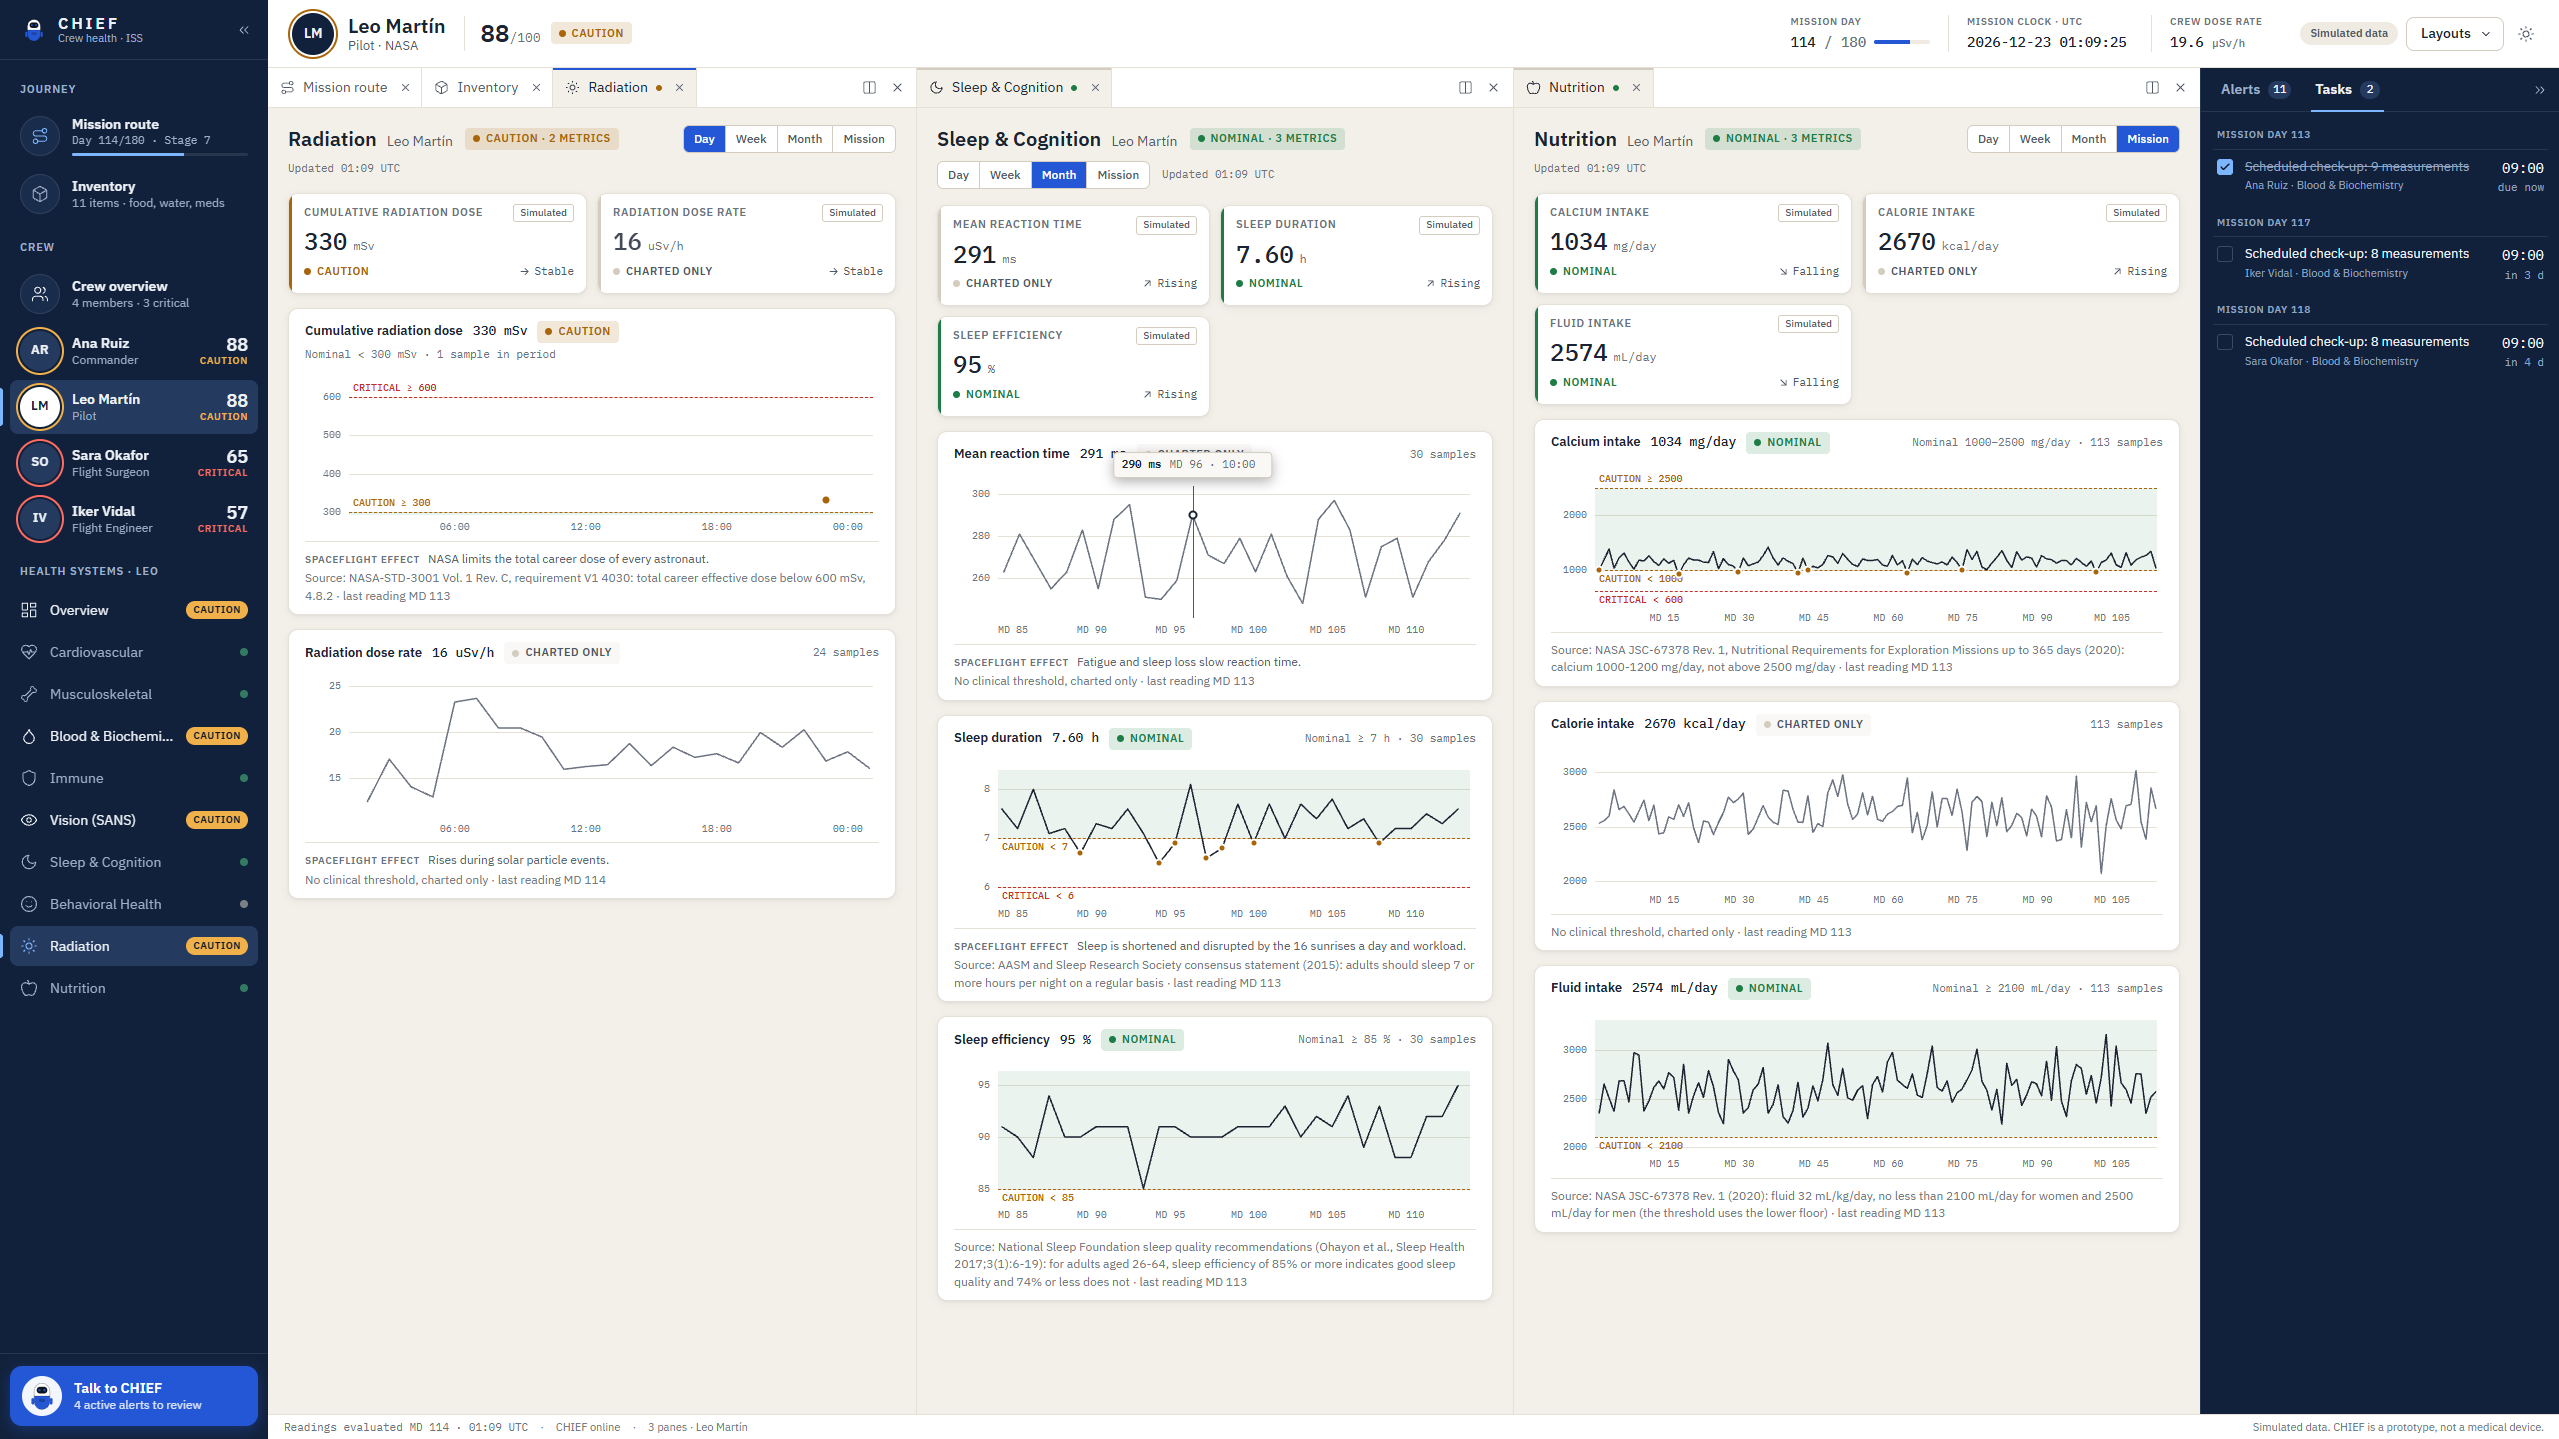 CHIEF
Crew health · ISS
JOURNEY
Mission route
Day 114/180 · Stage 7
Inventory
11 items · food, water, meds
CREW
Crew overview
4 members · 3 critical
AR Ana Ruiz 88
Commander CAUTION
LM Leo Martín 88
Pilot CAUTION
SO Sara Okafor 65
Flight Surgeon CRITICAL
IV Iker Vidal 57
Flight Engineer CRITICAL
HEALTH SYSTEMS · LEO
Overview CAUTION
Cardiovascular
Musculoskeletal
Blood & Biochemi... CAUTION
Immune
Vision (SANS) CAUTION
Sleep & Cognition
Behavioral Health
Radiation CAUTION
Nutrition
Talk to CHIEF
4 active alerts to review
LM Leo Martín
Pilot · NASA
88/100 CAUTION
MISSION DAY
114 / 180
MISSION CLOCK · UTC
2026-12-23 01:09:25
CREW DOSE RATE
19.6 µSv/h
Simulated data
Layouts
Mission route
Inventory
Radiation
Radiation Leo Martín CAUTION · 2 METRICS
Day Week Month Mission
Updated 01:09 UTC
CUMULATIVE RADIATION DOSE Simulated
330 mSv
CAUTION → Stable
RADIATION DOSE RATE Simulated
16 uSv/h
CHARTED ONLY → Stable
Cumulative radiation dose 330 mSv CAUTION
Nominal < 300 mSv · 1 sample in period
CRITICAL ≥ 600
600
500
400
CAUTION ≥ 300
300
06:00 12:00 18:00 00:00
SPACEFLIGHT EFFECT NASA limits the total career dose of every astronaut.
Source: NASA-STD-3001 Vol. 1 Rev. C, requirement V1 4030: total career effective dose below 600 mSv,
4.8.2 · last reading MD 113
Radiation dose rate 16 uSv/h CHARTED ONLY 24 samples
25
20
15
06:00 12:00 18:00 00:00
SPACEFLIGHT EFFECT Rises during solar particle events.
No clinical threshold, charted only · last reading MD 114
Sleep & Cognition
Sleep & Cognition Leo Martín NOMINAL · 3 METRICS
Day Week Month Mission Updated 01:09 UTC
MEAN REACTION TIME Simulated
291 ms
CHARTED ONLY ↗ Rising
SLEEP DURATION Simulated
7.60 h
NOMINAL ↗ Rising
SLEEP EFFICIENCY Simulated
95 %
NOMINAL ↗ Rising
Mean reaction time 291 30 samples
290 ms MD 96 · 10:00
300
280
260
MD 85 MD 90 MD 95 MD 100 MD 105 MD 110
SPACEFLIGHT EFFECT Fatigue and sleep loss slow reaction time.
No clinical threshold, charted only · last reading MD 113
Sleep duration 7.60 h NOMINAL Nominal ≥ 7 h · 30 samples
8
7
CAUTION < 7
6
CRITICAL < 6
MD 85 MD 90 MD 95 MD 100 MD 105 MD 110
SPACEFLIGHT EFFECT Sleep is shortened and disrupted by the 16 sunrises a day and workload.
Source: AASM and Sleep Research Society consensus statement (2015): adults should sleep 7 or
more hours per night on a regular basis · last reading MD 113
Sleep efficiency 95 % NOMINAL Nominal ≥ 85 % · 30 samples
95
90
85
CAUTION < 85
MD 85 MD 90 MD 95 MD 100 MD 105 MD 110
Source: National Sleep Foundation sleep quality recommendations (Ohayon et al., Sleep Health
2017;3(1):6-19): for adults aged 26-64, sleep efficiency of 85% or more indicates good sleep
quality and 74% or less does not · last reading MD 113
Nutrition
Nutrition Leo Martín NOMINAL · 3 METRICS
Day Week Month Mission
Updated 01:09 UTC
CALCIUM INTAKE Simulated
1034 mg/day
NOMINAL ↘ Falling
CALORIE INTAKE Simulated
2670 kcal/day
CHARTED ONLY ↗ Rising
FLUID INTAKE Simulated
2574 mL/day
NOMINAL ↘ Falling
Calcium intake 1034 mg/day NOMINAL Nominal 1000–2500 mg/day · 113 samples
CAUTION ≥ 2500
2000
1000
CAUTION < 1000
CRITICAL < 600
MD 15 MD 30 MD 45 MD 60 MD 75 MD 90 MD 105
Source: NASA JSC-67378 Rev. 1, Nutritional Requirements for Exploration Missions up to 365 days (2020):
calcium 1000-1200 mg/day, not above 2500 mg/day · last reading MD 113
Calorie intake 2670 kcal/day CHARTED ONLY 113 samples
3000
2500
2000
MD 15 MD 30 MD 45 MD 60 MD 75 MD 90 MD 105
No clinical threshold, charted only · last reading MD 113
Fluid intake 2574 mL/day NOMINAL Nominal ≥ 2100 mL/day · 113 samples
3000
2500
2000
CAUTION < 2100
MD 15 MD 30 MD 45 MD 60 MD 75 MD 90 MD 105
Source: NASA JSC-67378 Rev. 1 (2020): fluid 32 mL/kg/day, no less than 2100 mL/day for women and 2500
mL/day for men (the threshold uses the lower floor) · last reading MD 113
Alerts 11 Tasks 2
MISSION DAY 113
Scheduled check-up: 9 measurements 09:00
Ana Ruiz · Blood & Biochemistry due now
MISSION DAY 117
Scheduled check-up: 8 measurements 09:00
Iker Vidal · Blood & Biochemistry in 3 d
MISSION DAY 118
Scheduled check-up: 8 measurements 09:00
Sara Okafor · Blood & Biochemistry in 4 d
Readings evaluated MD 114 · 01:09 UTC · CHIEF online · 3 panes · Leo Martín
Simulated data. CHIEF is a prototype, not a medical device.